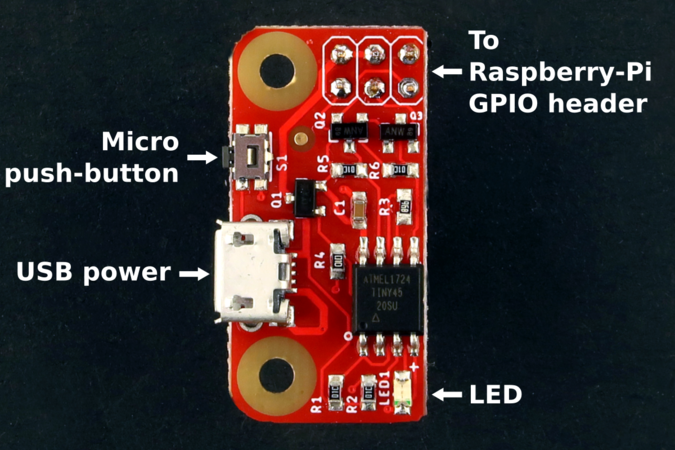 To
Raspberry-Pi
GPIO header
Micro
push-button
USB power
LED
Q2
S1
R5
R6
Q1
C1
R3
R4
ATMEL1724
TINY45
20SU
LED1
+
R1
R2